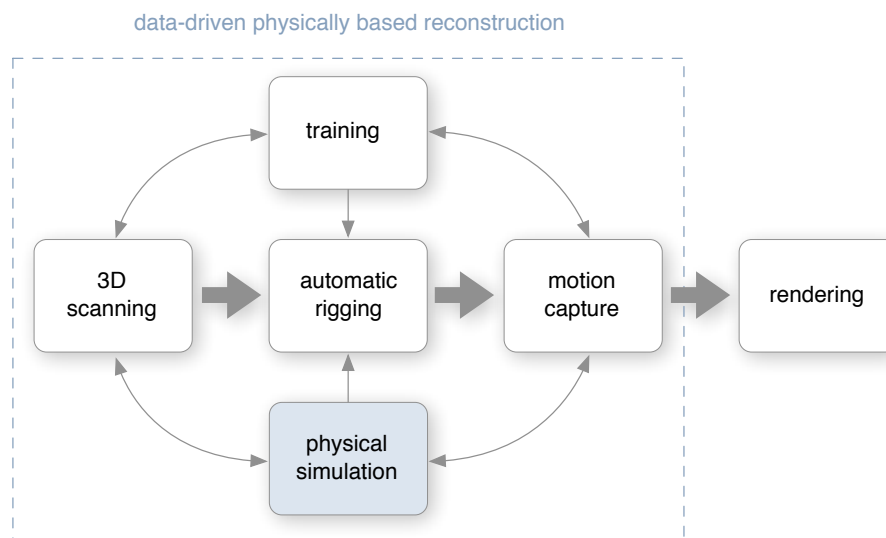 data-driven physically based reconstruction
training
3D
scanning
automatic
rigging
motion
capture
rendering
physical
simulation